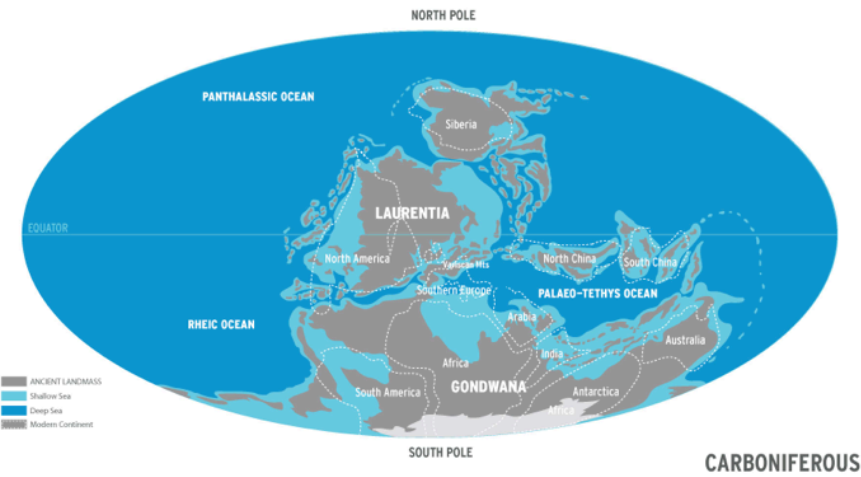 NORTH POLE
PANTHALASSIC OCEAN
Siberia
LAURENTIA
EQUATOR
North America
Variscan Mts
North China
South China
Southern Europe
PALAEO-TETHYS OCEAN
RHEIC OCEAN
Arabia
Australia
India
Africa
South America
GONDWANA
Antarctica
Africa
ANCIENT LANDMASS
Shallow Sea
Deep Sea
Modern Continent
SOUTH POLE
CARBONIFEROUS